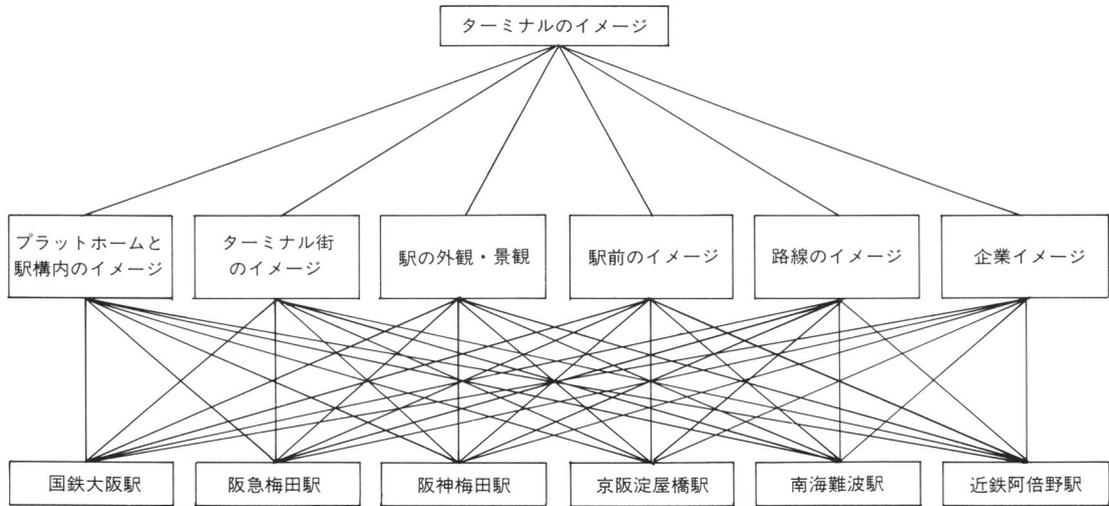 ターミナルのイメージ
プラットホームと
駅構内のイメージ
ターミナル街
のイメージ
駅の外観・景観
駅前のイメージ
路線のイメージ
企業イメージ
国鉄大阪駅
阪急梅田駅
阪神梅田駅
京阪淀屋橋駅
南海難波駅
近鉄阿倍野駅